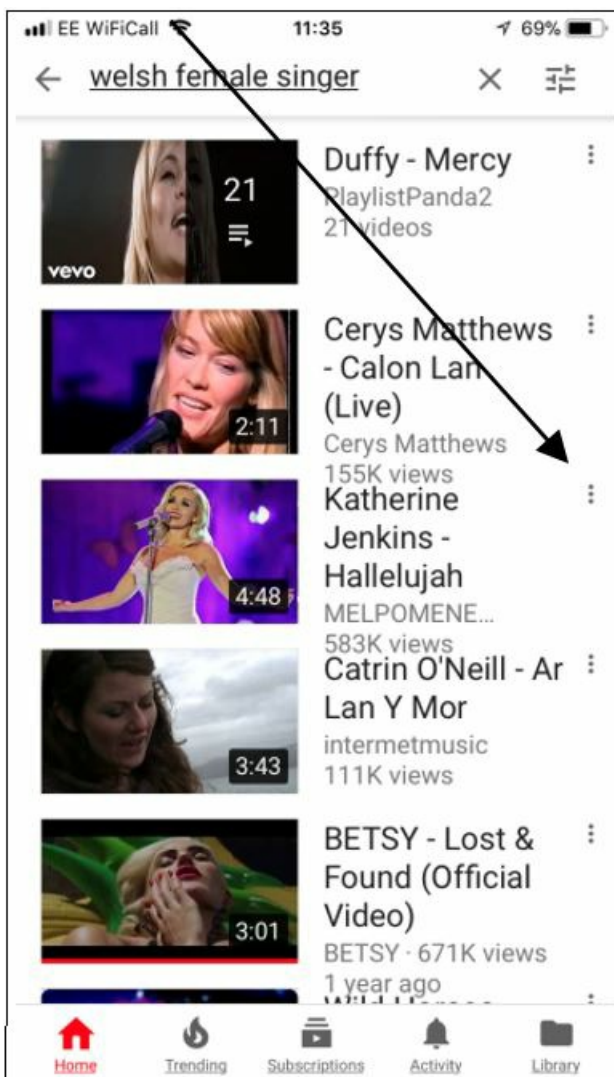 EE WiFiCall 11:35 69%
welsh female singer
21
vevo
Duffy - Mercy
PlaylistPanda2
21 videos
2:11
Cerys Matthews
- Calon Lan
(Live)
Cerys Matthews
155K views
4:48
Katherine
Jenkins -
Hallelujah
MELPOMENE...
583K views
3:43
Catrin O'Neill - Ar
Lan Y Mor
intermetmusic
111K views
3:01
BETSY - Lost &
Found (Official
Video)
BETSY · 671K views
1 year ago
Home Trending Subscriptions Activity Library